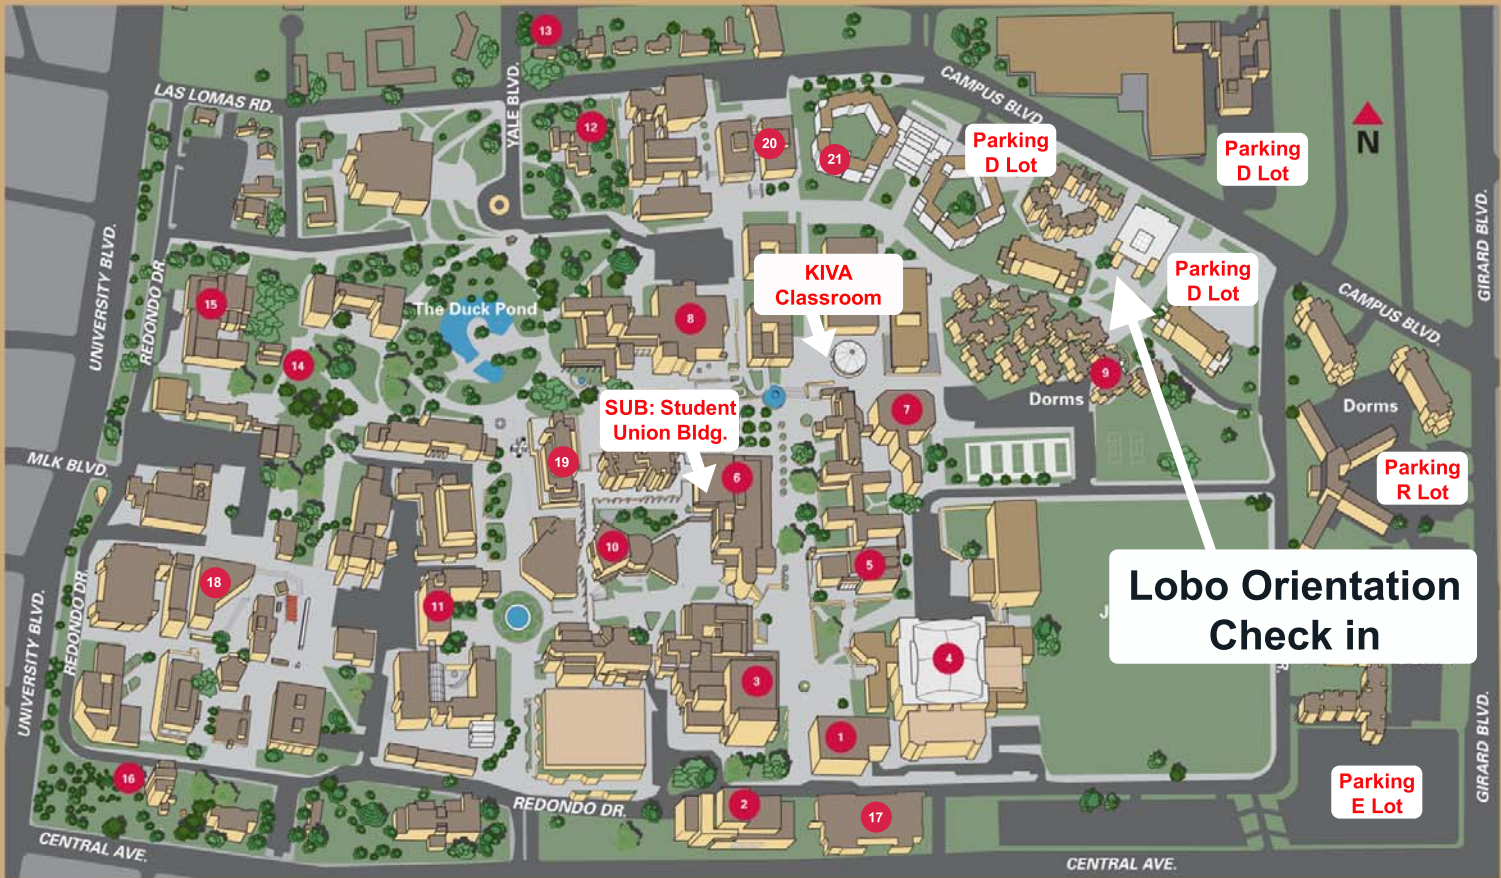 13
LAS LOMAS RD.
YALE BLVD.
CAMPUS BLVD.
12
20
21
Parking
D Lot
Parking
D Lot
N
UNIVERSITY BLVD.
REDONDO DR.
GIRARD BLVD.
15
The Duck Pond
8
KIVA
Classroom
Parking
D Lot
CAMPUS BLVD.
14
9
Dorms
Dorms
SUB: Student
Union Bldg.
7
MLK BLVD.
19
6
Parking
R Lot
10
5
18
11
REDONDO DR.
UNIVERSITY BLVD.
Lobo Orientation
Check in
J
4
3
1
GIRARD BLVD.
16
REDONDO DR.
2
17
Parking
E Lot
CENTRAL AVE.
CENTRAL AVE.